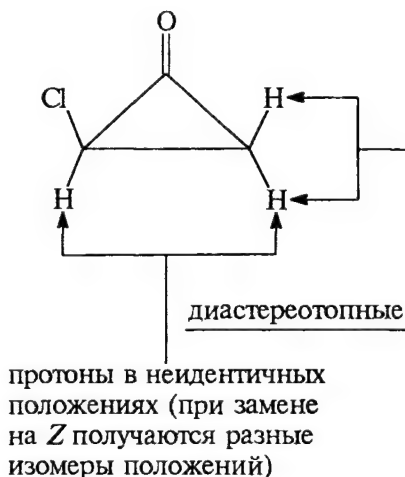 O
Cl
H
H
H
диастереотопные
протоны в неидентичных
положениях (при замене
на Z получаются разные
изомеры положений)